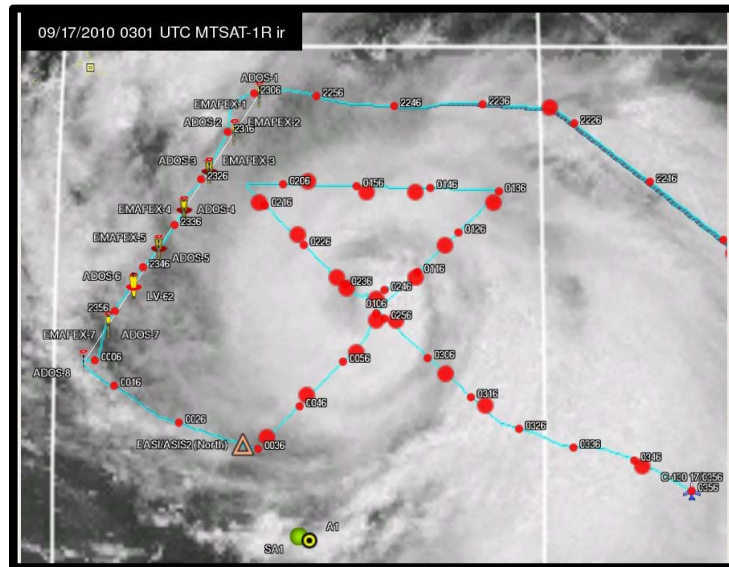 09/17/2010 0301 UTC MTSAT-1R ir
ADOS-1
2306
2256
2246
2236
2226
2216
EMAPEX-1
ADOS-2
2316
EMAPEX-2
ADOS-3
EMAPEX-3
2326
EMAPEX-4
ADOS-4
2336
EMAPEX-5
ADOS-5
2346
ADOS-6
LV-62
2356
EMAPEX-7
ADOS-7
0006
ADOS-8
0016
0026
EASI/ASIS2 (North)
0036
0046
0056
0106
0116
0126
0136
0146
0156
0206
0216
0226
0236
0246
0256
0306
0316
0326
0336
0346
C-130 17/0356
0356
A1
SA1